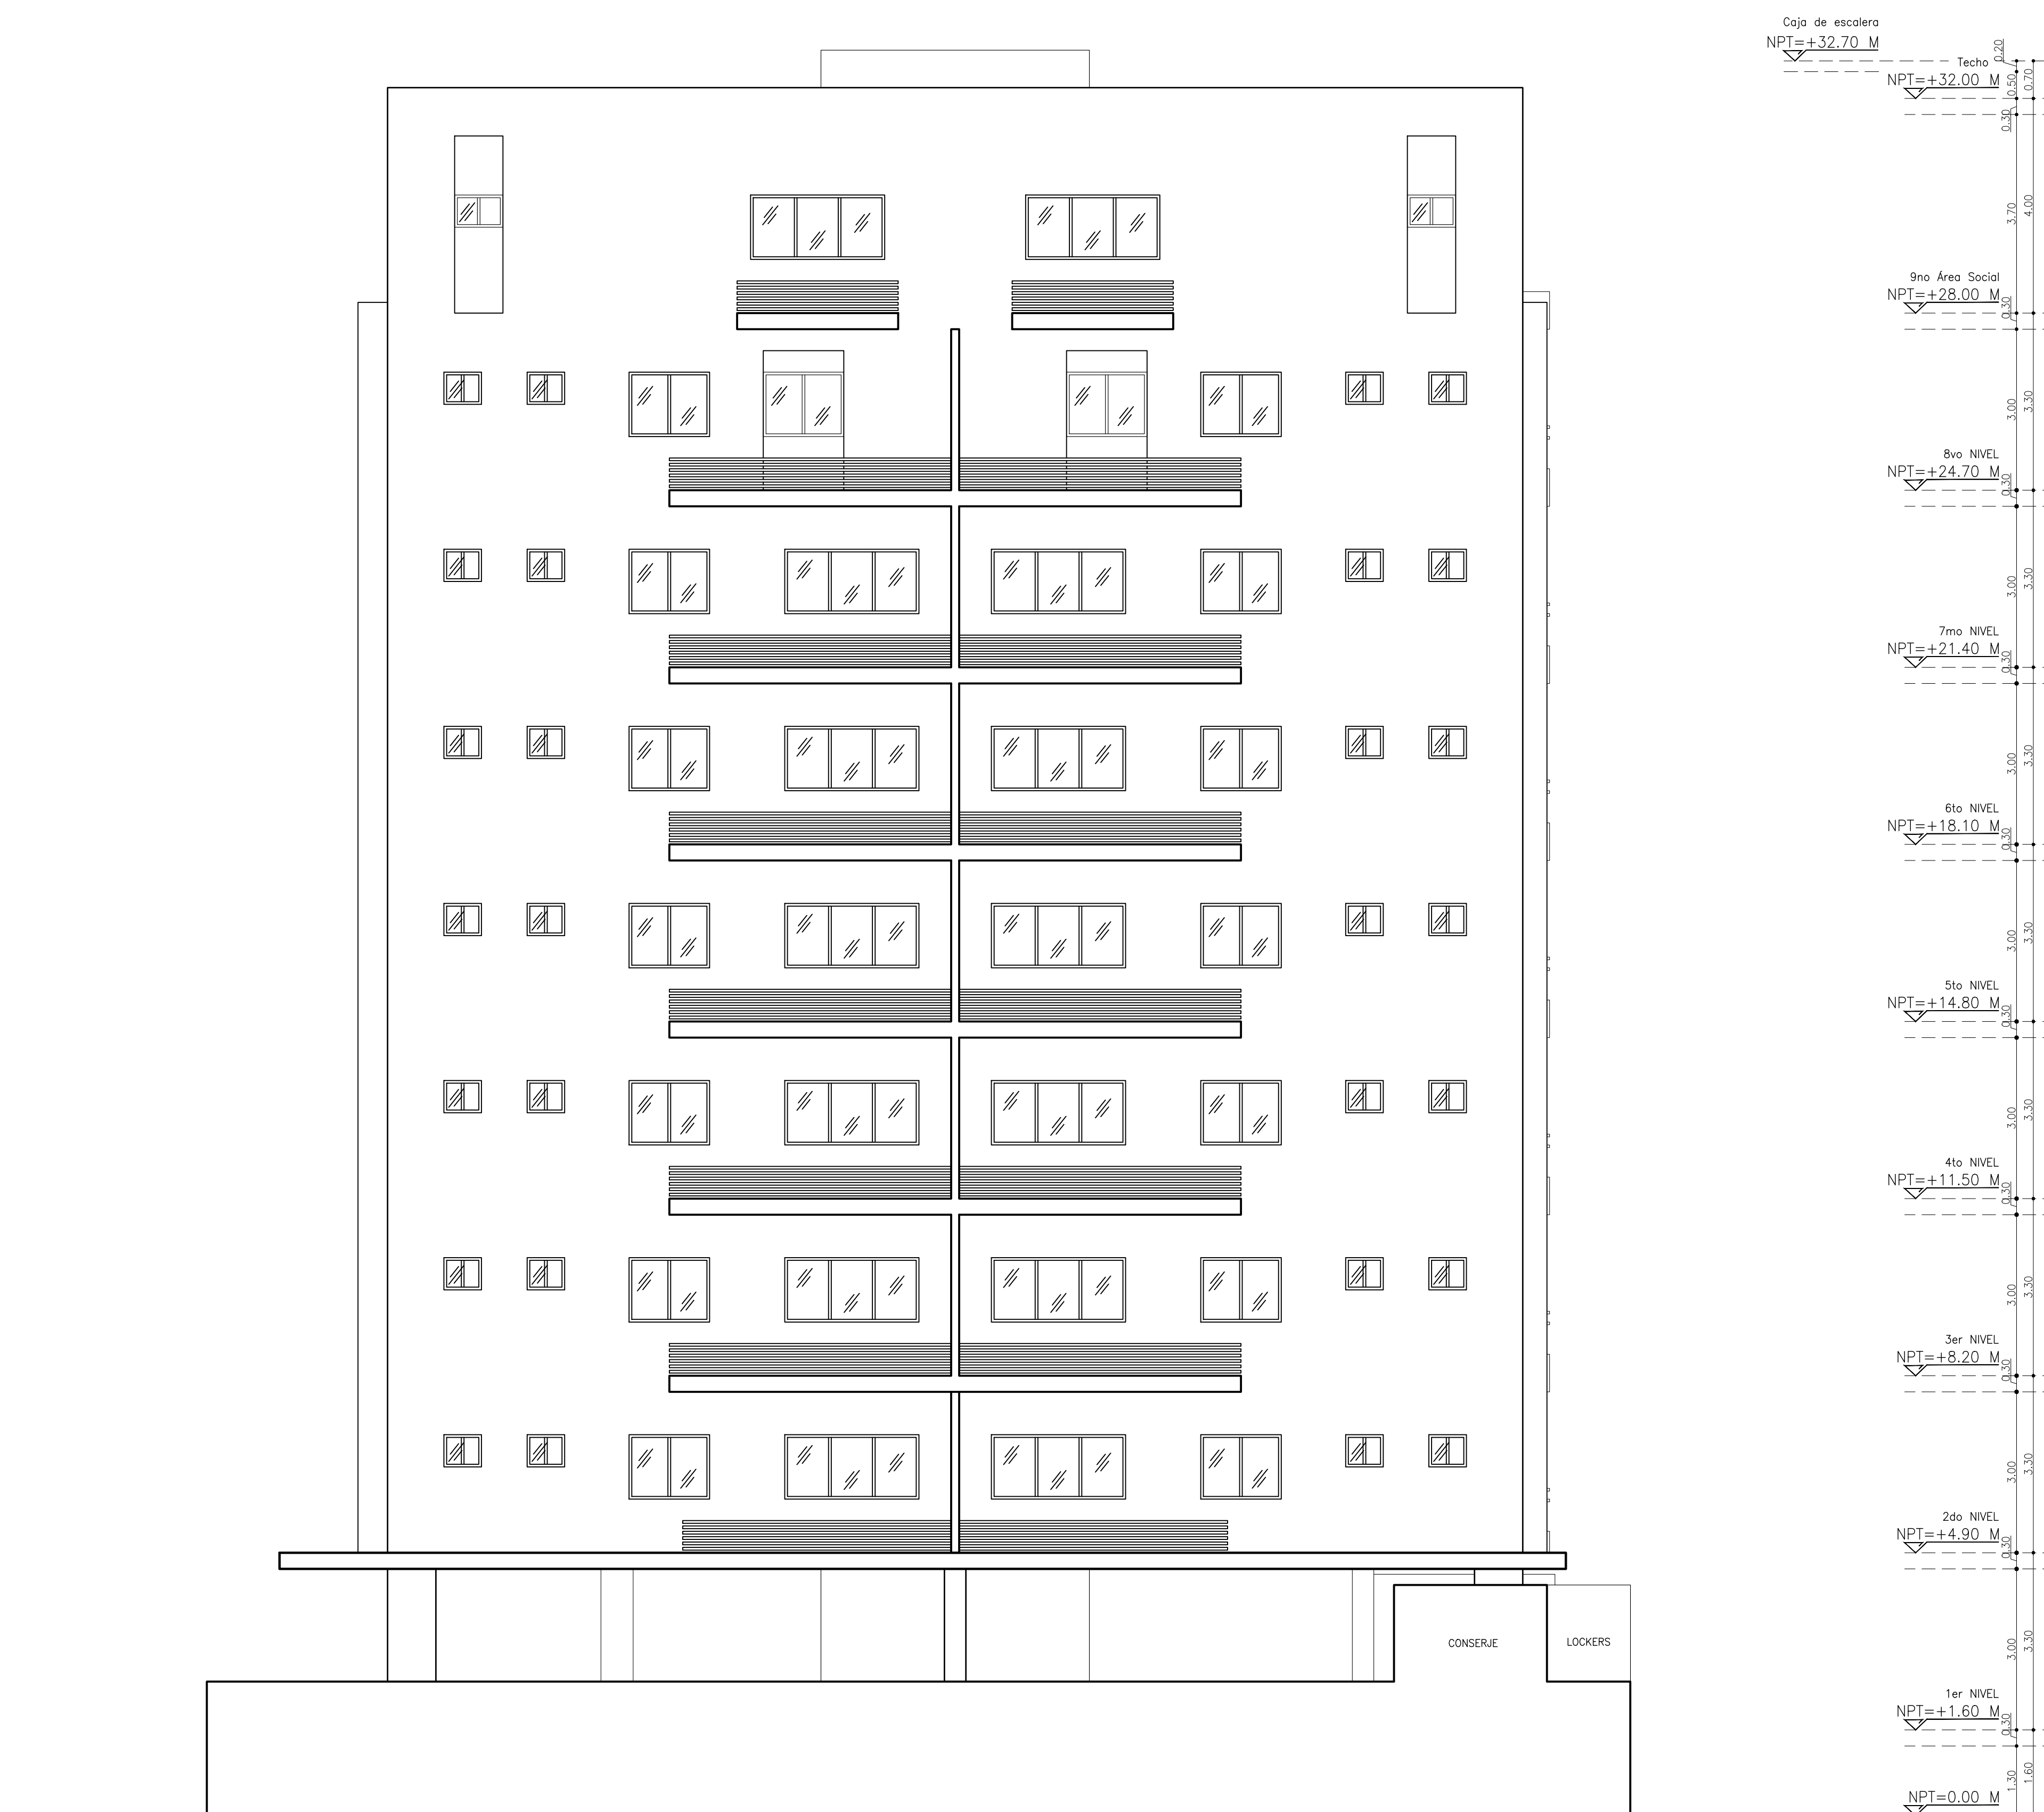 Caja de escalera
NPT=+32.70 M
0.20
Techo
NPT=+32.00 M
0.50
0.70
0.30
3.70
4.00
9no Área Social
NPT=+28.00 M
0.30
3.00
3.30
8vo NIVEL
NPT=+24.70 M
0.30
3.00
3.30
7mo NIVEL
NPT=+21.40 M
0.30
3.00
3.30
6to NIVEL
NPT=+18.10 M
0.30
3.00
3.30
5to NIVEL
NPT=+14.80 M
0.30
3.00
3.30
4to NIVEL
NPT=+11.50 M
0.30
3.00
3.30
3er NIVEL
NPT=+8.20 M
0.30
3.00
3.30
2do NIVEL
NPT=+4.90 M
0.30
CONSERJE
LOCKERS
3.00
3.30
1er NIVEL
NPT=+1.60 M
0.30
1.30
1.60
NPT=0.00 M